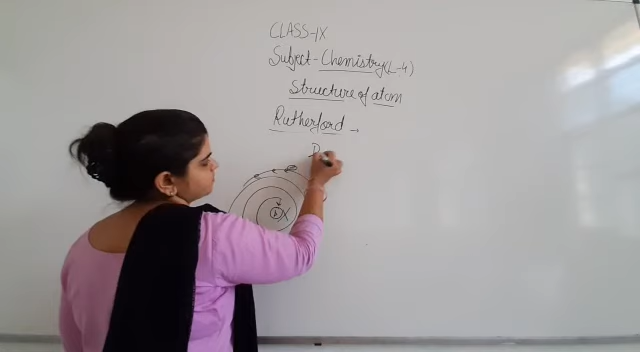 CLASS-IX
Subject - Chemistry (L-4)
Structure of atom
Rutherford →